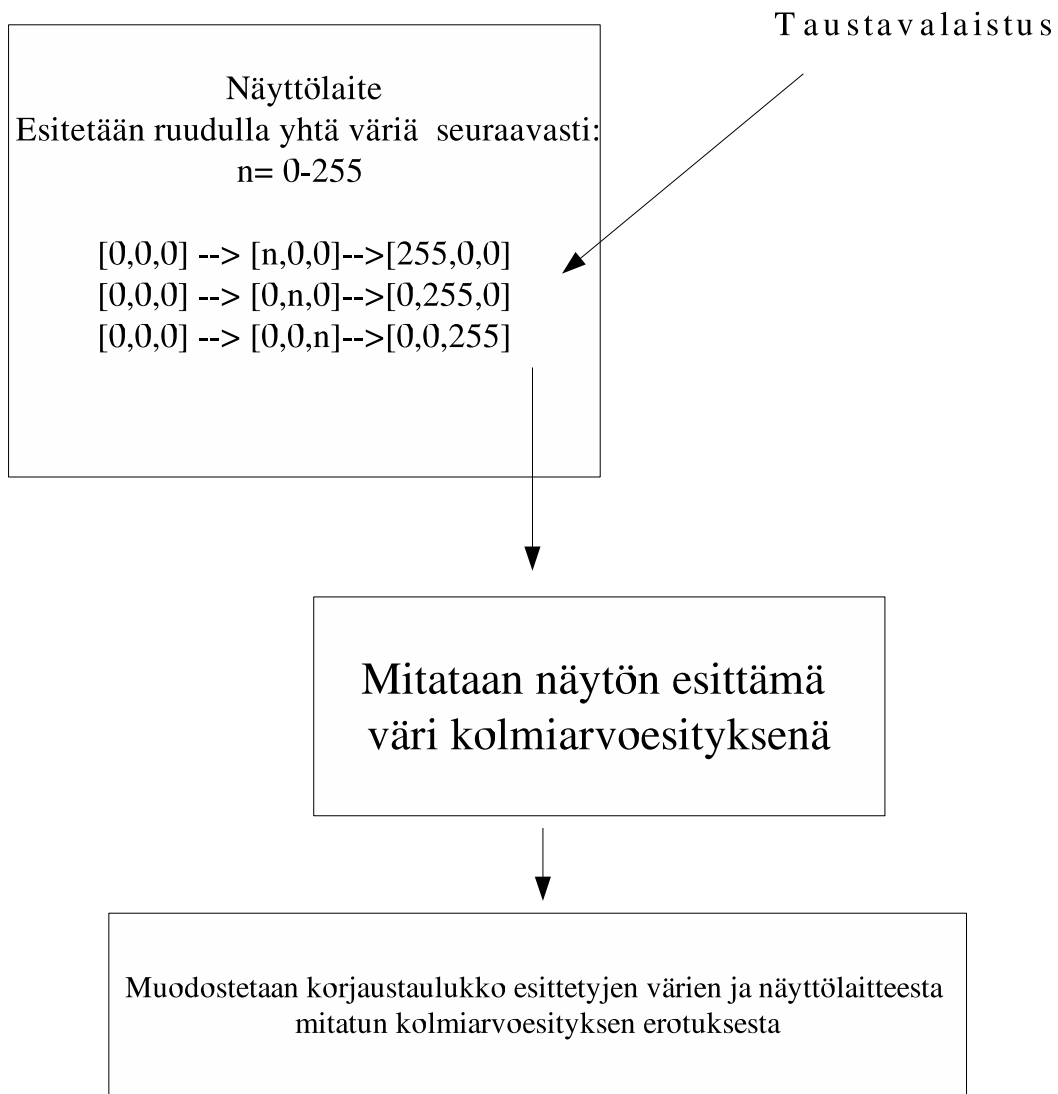 Taustavalaistus
Näyttölaite
Esitetään ruudulla yhtä väriä seuraavasti:
n= 0-255
[0,0,0] --> [n,0,0]-->[255,0,0]
[0,0,0] --> [0,n,0]-->[0,255,0]
[0,0,0] --> [0,0,n]-->[0,0,255]
Mitataan näytön esittämä
väri kolmiarvoesityksenä
Muodostetaan korjaustaulukko esittetyjen värien ja näyttölaitteesta
mitatun kolmiarvoesityksen erotuksesta